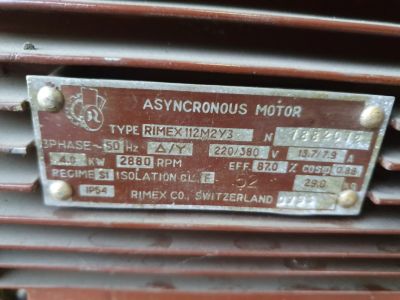 ASYNCRONOUS MOTOR
TYPE RIMEX 112M2Y3 N
3PHASE~ 50 Hz Δ/Y 220/380 V 13.7/7.9 A
4.0 KW 2880 RPM EFF. 87.0 % COSΦ 0.88
REGIME S1 ISOLATION CL. F 29.0
IP54 RIMEX CO., SWITZERLAND